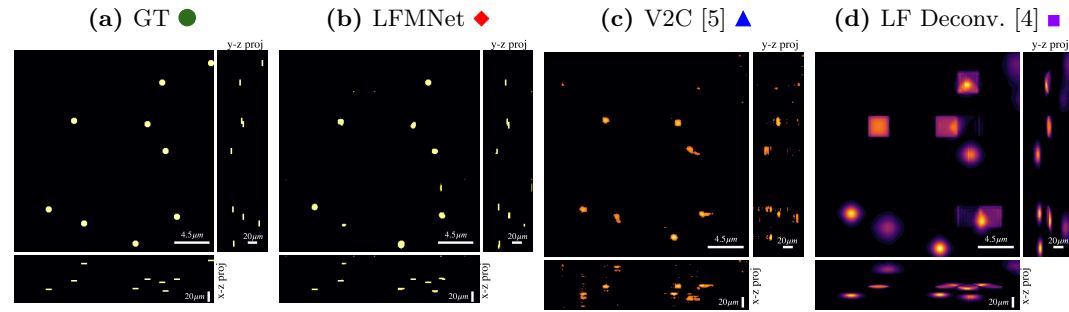 (a) GT
(b) LFMNet
(c) V2C [5]
(d) LF Deconv. [4]
y-z proj
y-z proj
y-z proj
y-z proj
4.5μm
20μm
4.5μm
20μm
4.5μm
20μm
4.5μm
20μm
20μm
x-z proj
20μm
x-z proj
20μm
x-z proj
20μm
x-z proj